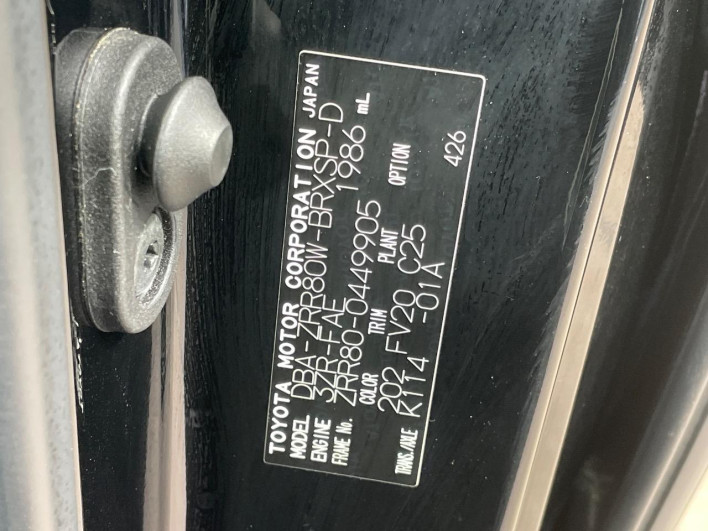 TOYOTA MOTOR CORPORATION JAPAN
MODEL DBA-ZRR80W-BRXSP-D
ENGINE 3ZR-FAE 1986 mL
FRAME No. ZRR80-0449905
COLOR TRIM PLANT OPTION
202 FV20 C25
TRANS./AXLE K114 -01A 426